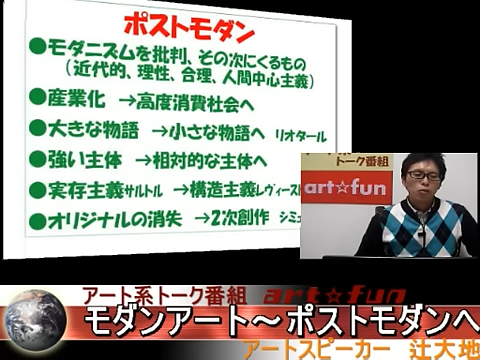 ポストモダン
●モダニズムを批判、その次にくるもの
（近代的、理性、合理、人間中心主義）
●産業化 →高度消費社会へ
●大きな物語 →小さな物語へ リオタール
●強い主体 →相対的な主体へ
●実存主義サルトル →構造主義レヴィースト
●オリジナルの消失 →2次創作 シミュ
トーク番組
art☆fun
アート系トーク番組 art☆fun
モダンアート～ポストモダンへ
アートスピーカー 辻大地